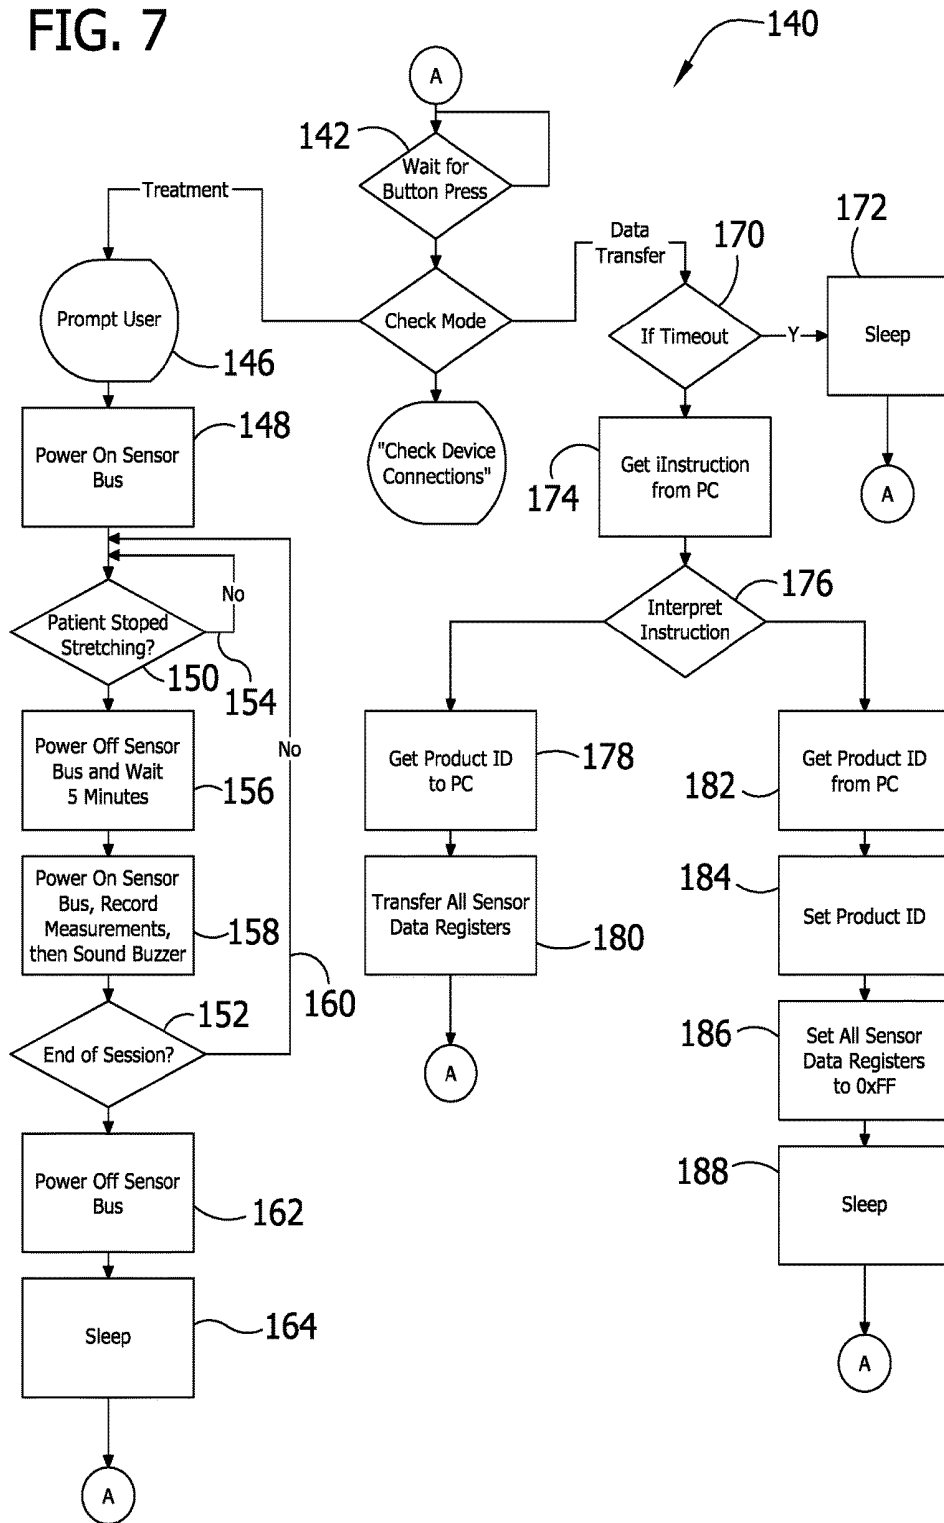 FIG. 7
140
A
142
Wait for
Button Press
Treatment
Data
Transfer
170
172
Prompt User
146
Check Mode
If Timeout
Y
Sleep
148
Power On Sensor
Bus
"Check Device
Connections"
174
Get iInstruction
from PC
A
No
Patient Stoped
Stretching?
150
154
Interpret
Instruction
176
Power Off Sensor
Bus and Wait
5 Minutes
156
No
Get Product ID
to PC
178
182
Get Product ID
from PC
Power On Sensor
Bus, Record
Measurements,
then Sound Buzzer
158
160
Transfer All Sensor
Data Registers
180
184
Set Product ID
152
End of Session?
A
186
Set All Sensor
Data Registers
to 0xFF
Power Off Sensor
Bus
162
188
Sleep
Sleep
164
A
A